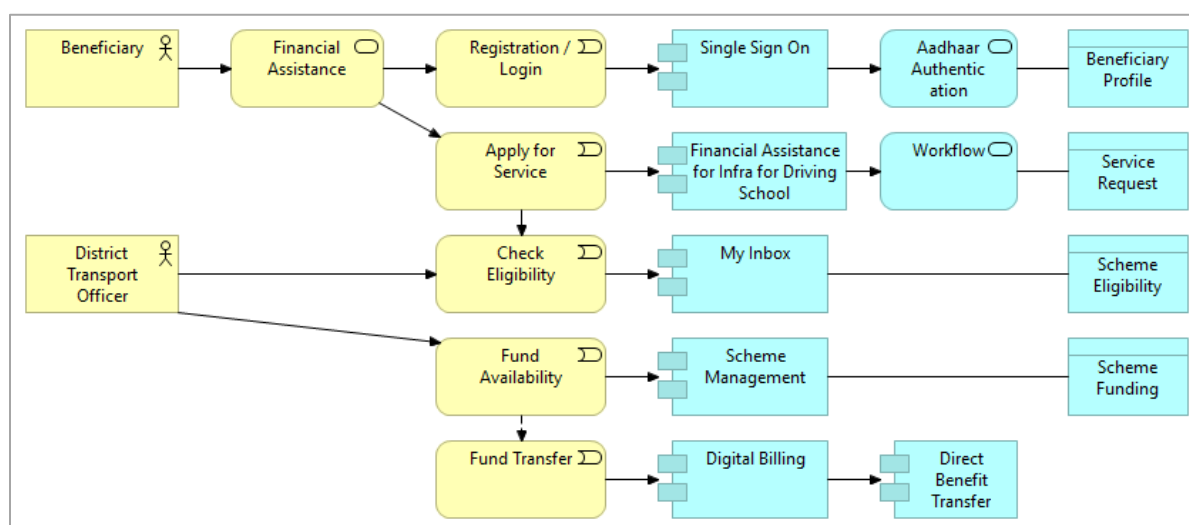 Beneficiary
Financial
Assistance
Registration /
Login
Single Sign On
Aadhaar
Authentic
ation
Beneficiary
Profile
Apply for
Service
Financial Assistance
for Infra for Driving
School
Workflow
Service
Request
District
Transport
Officer
Check
Eligibility
My Inbox
Scheme
Eligibility
Fund
Availability
Scheme
Management
Scheme
Funding
Fund Transfer
Digital Billing
Direct
Benefit
Transfer